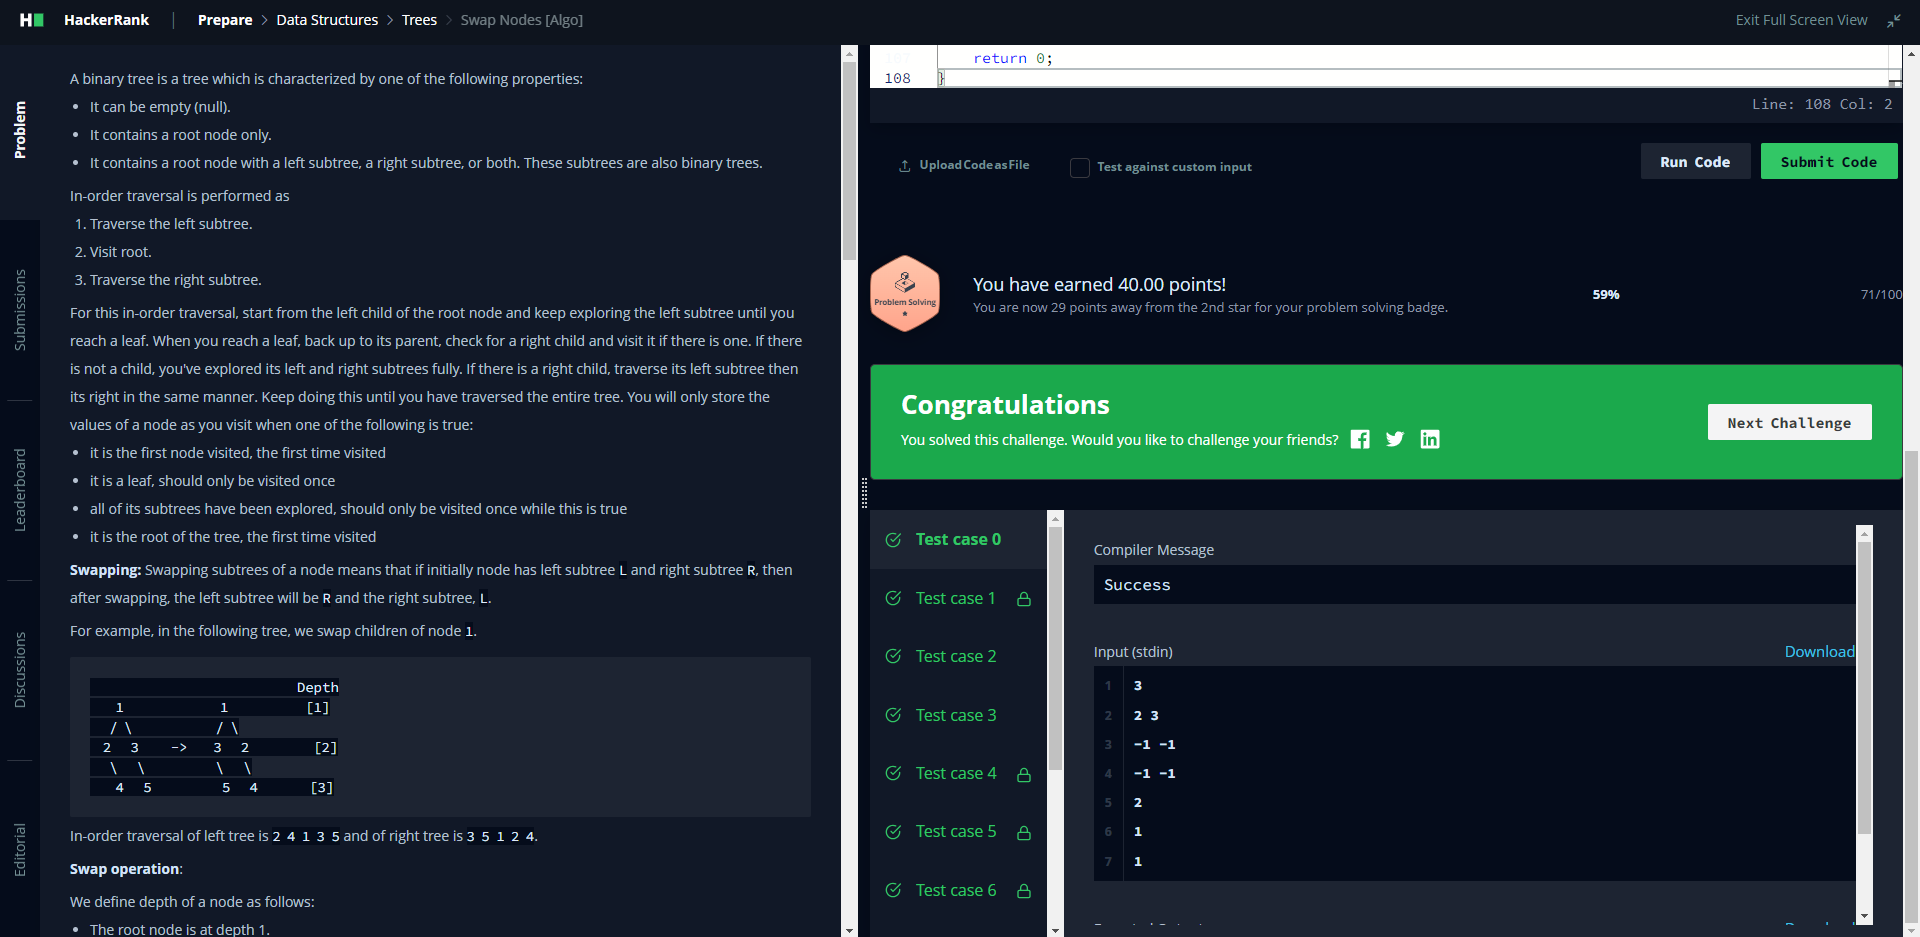 HackerRank | Prepare > Data Structures > Trees > Swap Nodes [Algo]
Exit Full Screen View
Problem
Submissions
Leaderboard
Discussions
Editorial
A binary tree is a tree which is characterized by one of the following properties:
• It can be empty (null).
• It contains a root node only.
• It contains a root node with a left subtree, a right subtree, or both. These subtrees are also binary trees.
In-order traversal is performed as
1. Traverse the left subtree.
2. Visit root.
3. Traverse the right subtree.
For this in-order traversal, start from the left child of the root node and keep exploring the left subtree until you
reach a leaf. When you reach a leaf, back up to its parent, check for a right child and visit it if there is one. If there
is not a child, you've explored its left and right subtrees fully. If there is a right child, traverse its left subtree then
its right in the same manner. Keep doing this until you have traversed the entire tree. You will only store the
values of a node as you visit when one of the following is true:
• it is the first node visited, the first time visited
• it is a leaf, should only be visited once
• all of its subtrees have been explored, should only be visited once while this is true
• it is the root of the tree, the first time visited
Swapping: Swapping subtrees of a node means that if initially node has left subtree L and right subtree R, then
after swapping, the left subtree will be R and the right subtree, L.
For example, in the following tree, we swap children of node 1.
Depth
1 1 [1]
/ \ / \
2 3 -> 3 2 [2]
\ \ \ \
4 5 5 4 [3]
In-order traversal of left tree is 2 4 1 3 5 and of right tree is 3 5 1 2 4.
Swap operation:
We define depth of a node as follows:
• The root node is at depth 1.
return 0;
108 }
Line: 108 Col: 2
Upload Code as File
Test against custom input
Run Code
Submit Code
Problem Solving
You have earned 40.00 points!
You are now 29 points away from the 2nd star for your problem solving badge.
59%
71/100
Congratulations
You solved this challenge. Would you like to challenge your friends?
Next Challenge
Test case 0
Test case 1
Test case 2
Test case 3
Test case 4
Test case 5
Test case 6
Compiler Message
Success
Input (stdin)
Download
1 3
2 2 3
3 -1 -1
4 -1 -1
5 2
6 1
7 1